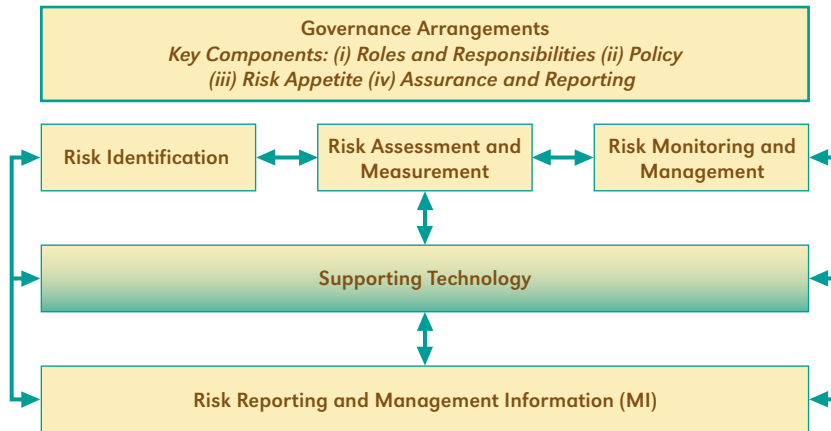 Governance Arrangements
Key Components: (i) Roles and Responsibilities (ii) Policy
(iii) Risk Appetite (iv) Assurance and Reporting
Risk Identification
Risk Assessment and
Measurement
Risk Monitoring and
Management
Supporting Technology
Risk Reporting and Management Information (MI)